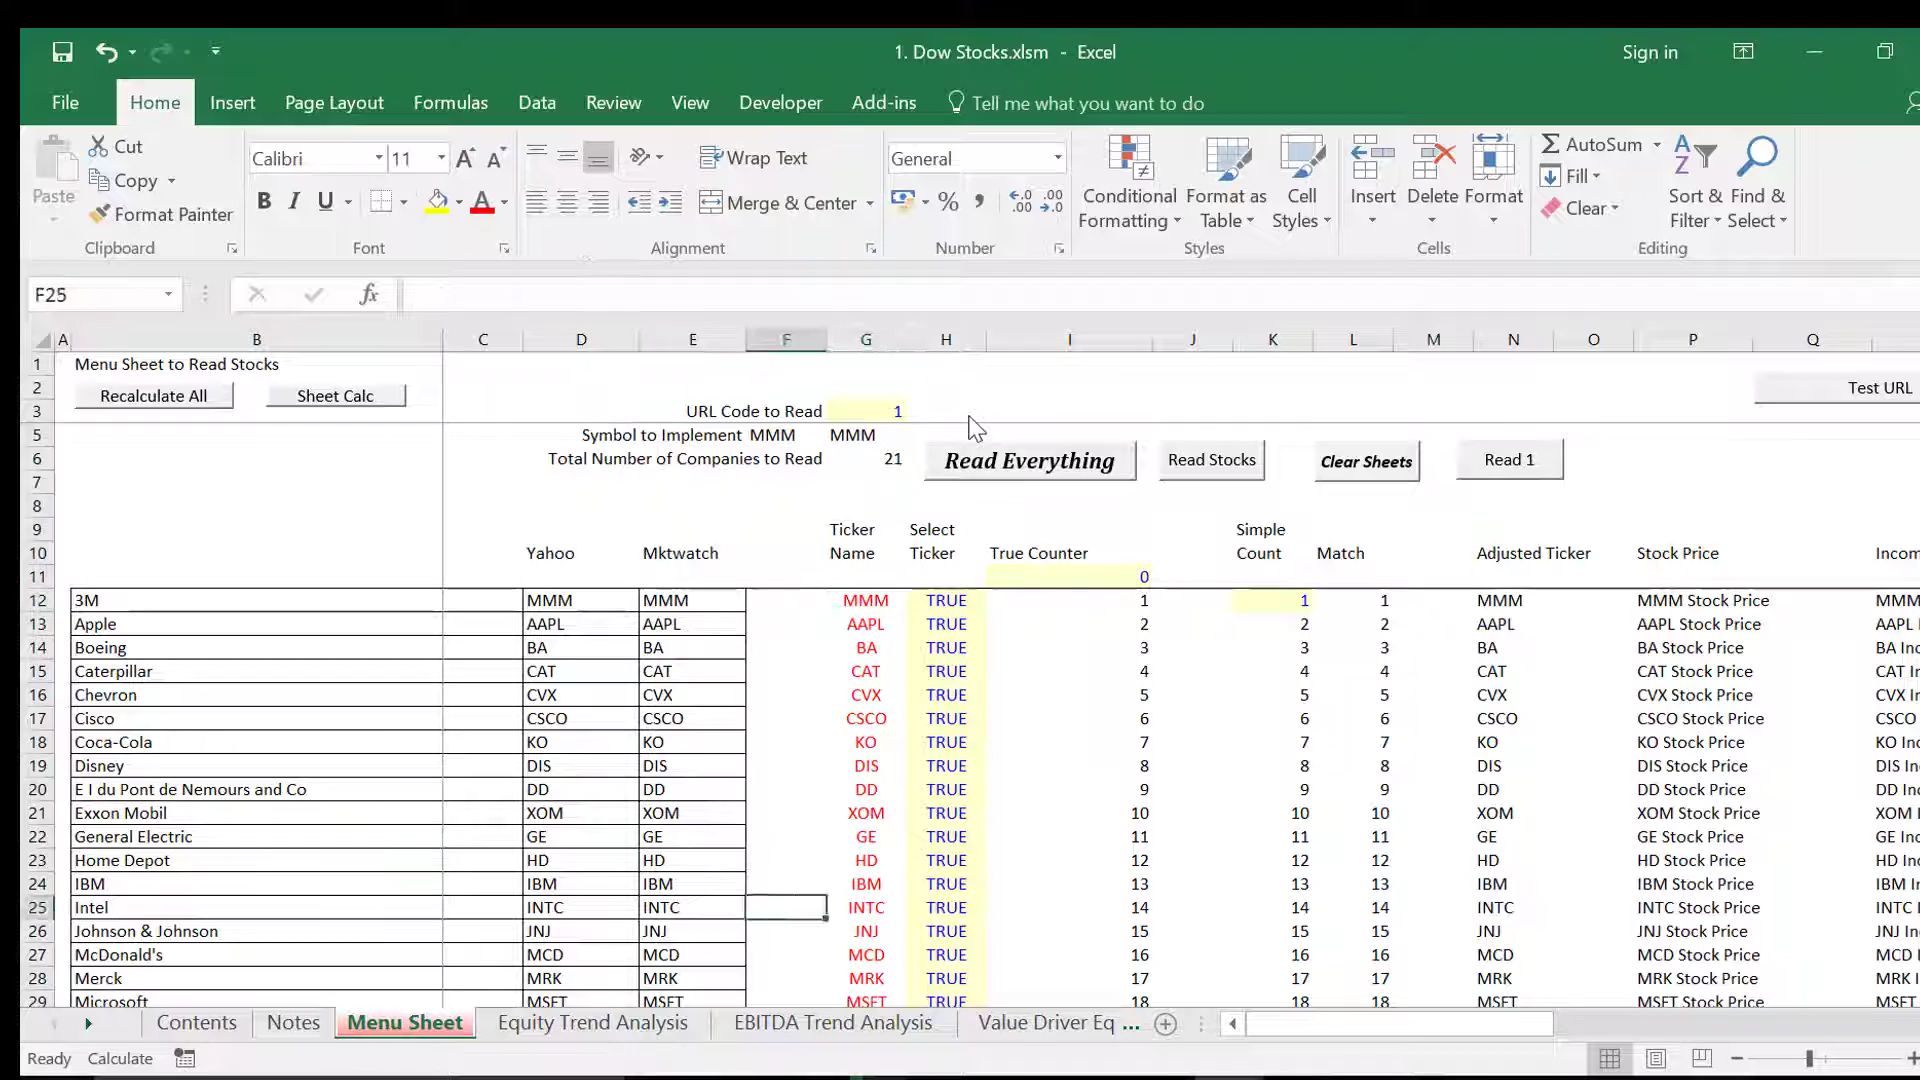 1. Dow Stocks.xlsm - Excel
Sign in
File Home Insert Page Layout Formulas Data Review View Developer Add-ins Tell me what you want to do
Paste
Cut
Copy
Format Painter
Clipboard
Calibri 11
B I U
Font
Wrap Text
Merge & Center
Alignment
General
Number
Conditional Formatting
Format as Table
Cell Styles
Styles
Insert Delete Format
Cells
AutoSum
Fill
Clear
Sort & Filter
Find & Select
Editing
F25 fx
A B C D E F G H I J K L M N O P Q
1 Menu Sheet to Read Stocks
2 Recalculate All Sheet Calc Test URL
3 URL Code to Read 1
5 Symbol to Implement MMM MMM
6 Total Number of Companies to Read 21 Read Everything Read Stocks Clear Sheets Read 1
7
8
9 Ticker Select Simple
10 Yahoo Mktwatch Name Ticker True Counter Count Match Adjusted Ticker Stock Price Incom
11 0
12 3M MMM MMM MMM TRUE 1 1 1 MMM MMM Stock Price MMM
13 Apple AAPL AAPL AAPL TRUE 2 2 2 AAPL AAPL Stock Price AAPL I
14 Boeing BA BA BA TRUE 3 3 3 BA BA Stock Price BA Inc
15 Caterpillar CAT CAT CAT TRUE 4 4 4 CAT CAT Stock Price CAT In
16 Chevron CVX CVX CVX TRUE 5 5 5 CVX CVX Stock Price CVX In
17 Cisco CSCO CSCO CSCO TRUE 6 6 6 CSCO CSCO Stock Price CSCO
18 Coca-Cola KO KO KO TRUE 7 7 7 KO KO Stock Price KO Inc
19 Disney DIS DIS DIS TRUE 8 8 8 DIS DIS Stock Price DIS Inc
20 E I du Pont de Nemours and Co DD DD DD TRUE 9 9 9 DD DD Stock Price DD Inc
21 Exxon Mobil XOM XOM XOM TRUE 10 10 10 XOM XOM Stock Price XOM I
22 General Electric GE GE GE TRUE 11 11 11 GE GE Stock Price GE Inc
23 Home Depot HD HD HD TRUE 12 12 12 HD HD Stock Price HD Inc
24 IBM IBM IBM IBM TRUE 13 13 13 IBM IBM Stock Price IBM In
25 Intel INTC INTC INTC TRUE 14 14 14 INTC INTC Stock Price INTC I
26 Johnson & Johnson JNJ JNJ JNJ TRUE 15 15 15 JNJ JNJ Stock Price JNJ Inc
27 McDonald's MCD MCD MCD TRUE 16 16 16 MCD MCD Stock Price MCD I
28 Merck MRK MRK MRK TRUE 17 17 17 MRK MRK Stock Price MRK I
29 Microsoft MSFT MSFT MSFT TRUE 18 18 18 MSFT MSFT Stock Price MSFT
Contents Notes Menu Sheet Equity Trend Analysis EBITDA Trend Analysis Value Driver Eq ...
Ready Calculate